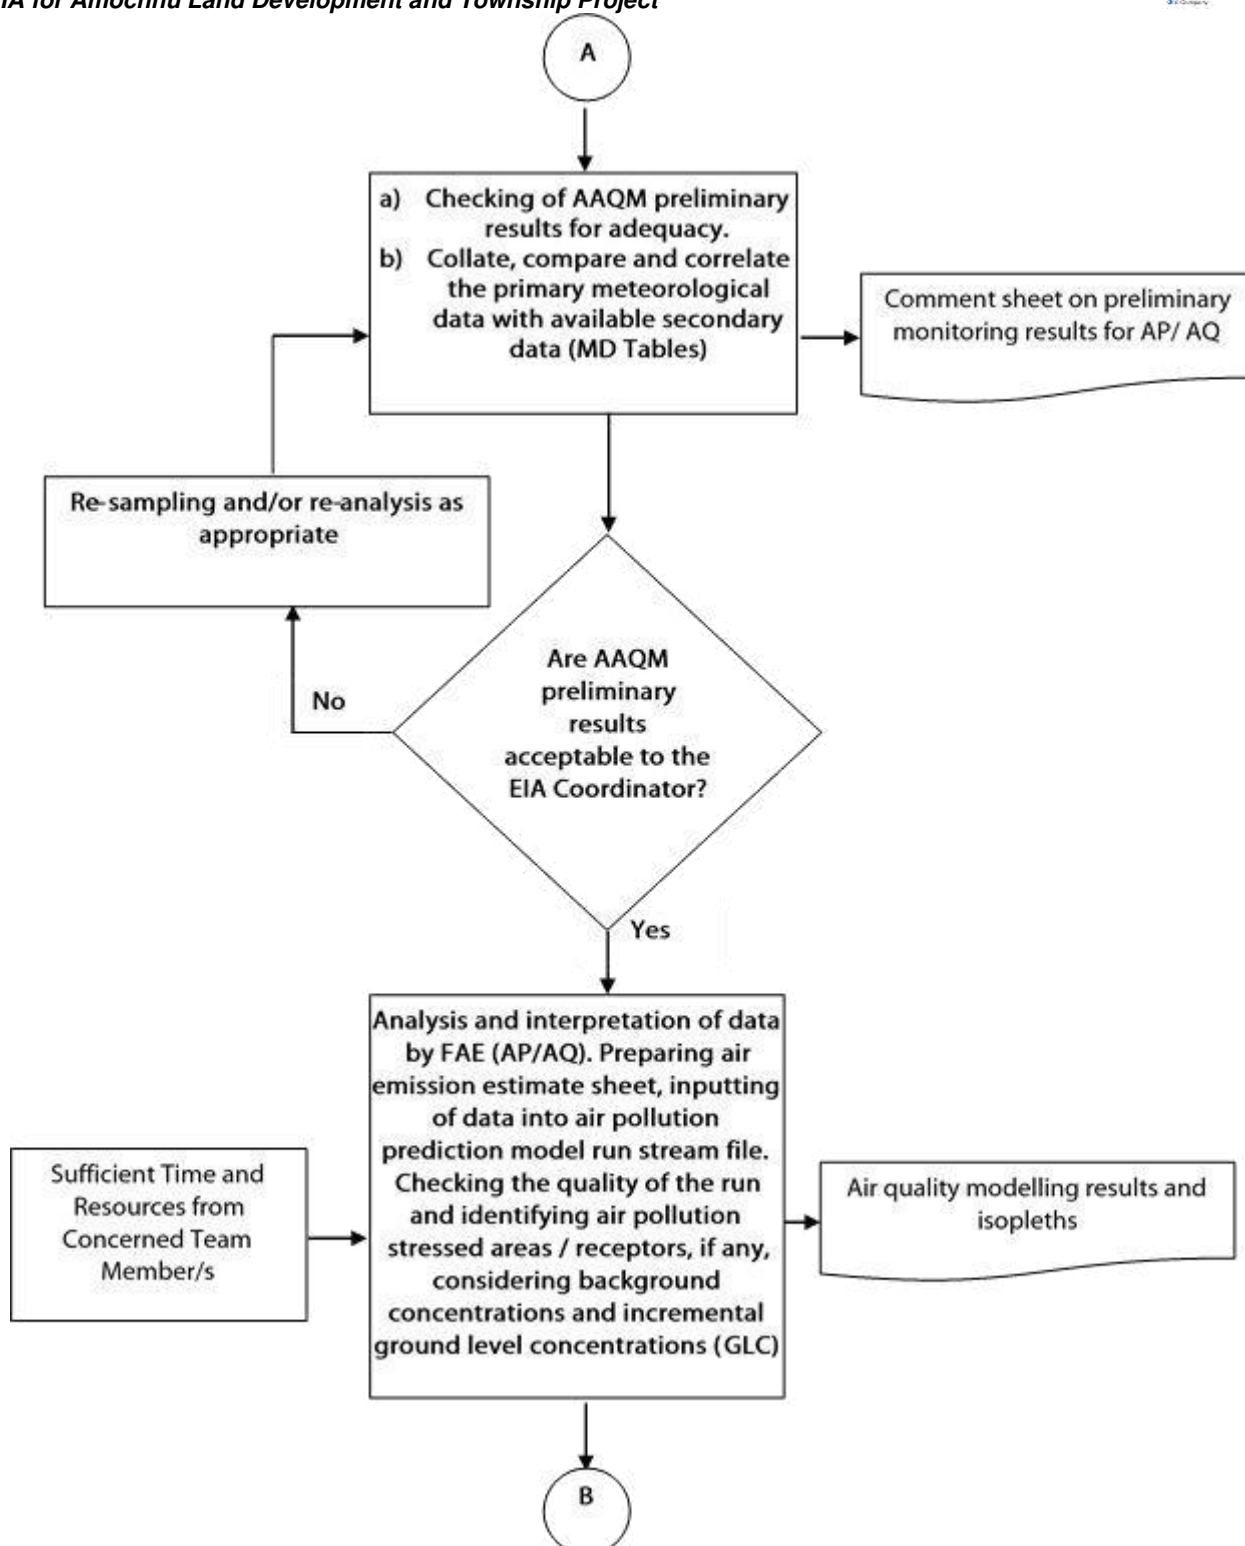 IA for Amochhu Land Development and Township Project
A
a) Checking of AAQM preliminary
results for adequacy.
b) Collate, compare and correlate
the primary meteorological
data with available secondary
data (MD Tables)
Comment sheet on preliminary
monitoring results for AP/ AQ
Re-sampling and/or re-analysis as
appropriate
Are AAQM
preliminary
results
acceptable to the
EIA Coordinator?
No
Yes
Analysis and interpretation of data
by FAE (AP/AQ). Preparing air
emission estimate sheet, inputting
of data into air pollution
prediction model run stream file.
Checking the quality of the run
and identifying air pollution
stressed areas / receptors, if any,
considering background
concentrations and incremental
ground level concentrations (GLC)
Sufficient Time and
Resources from
Concerned Team
Member/s
Air quality modelling results and
isopleths
B